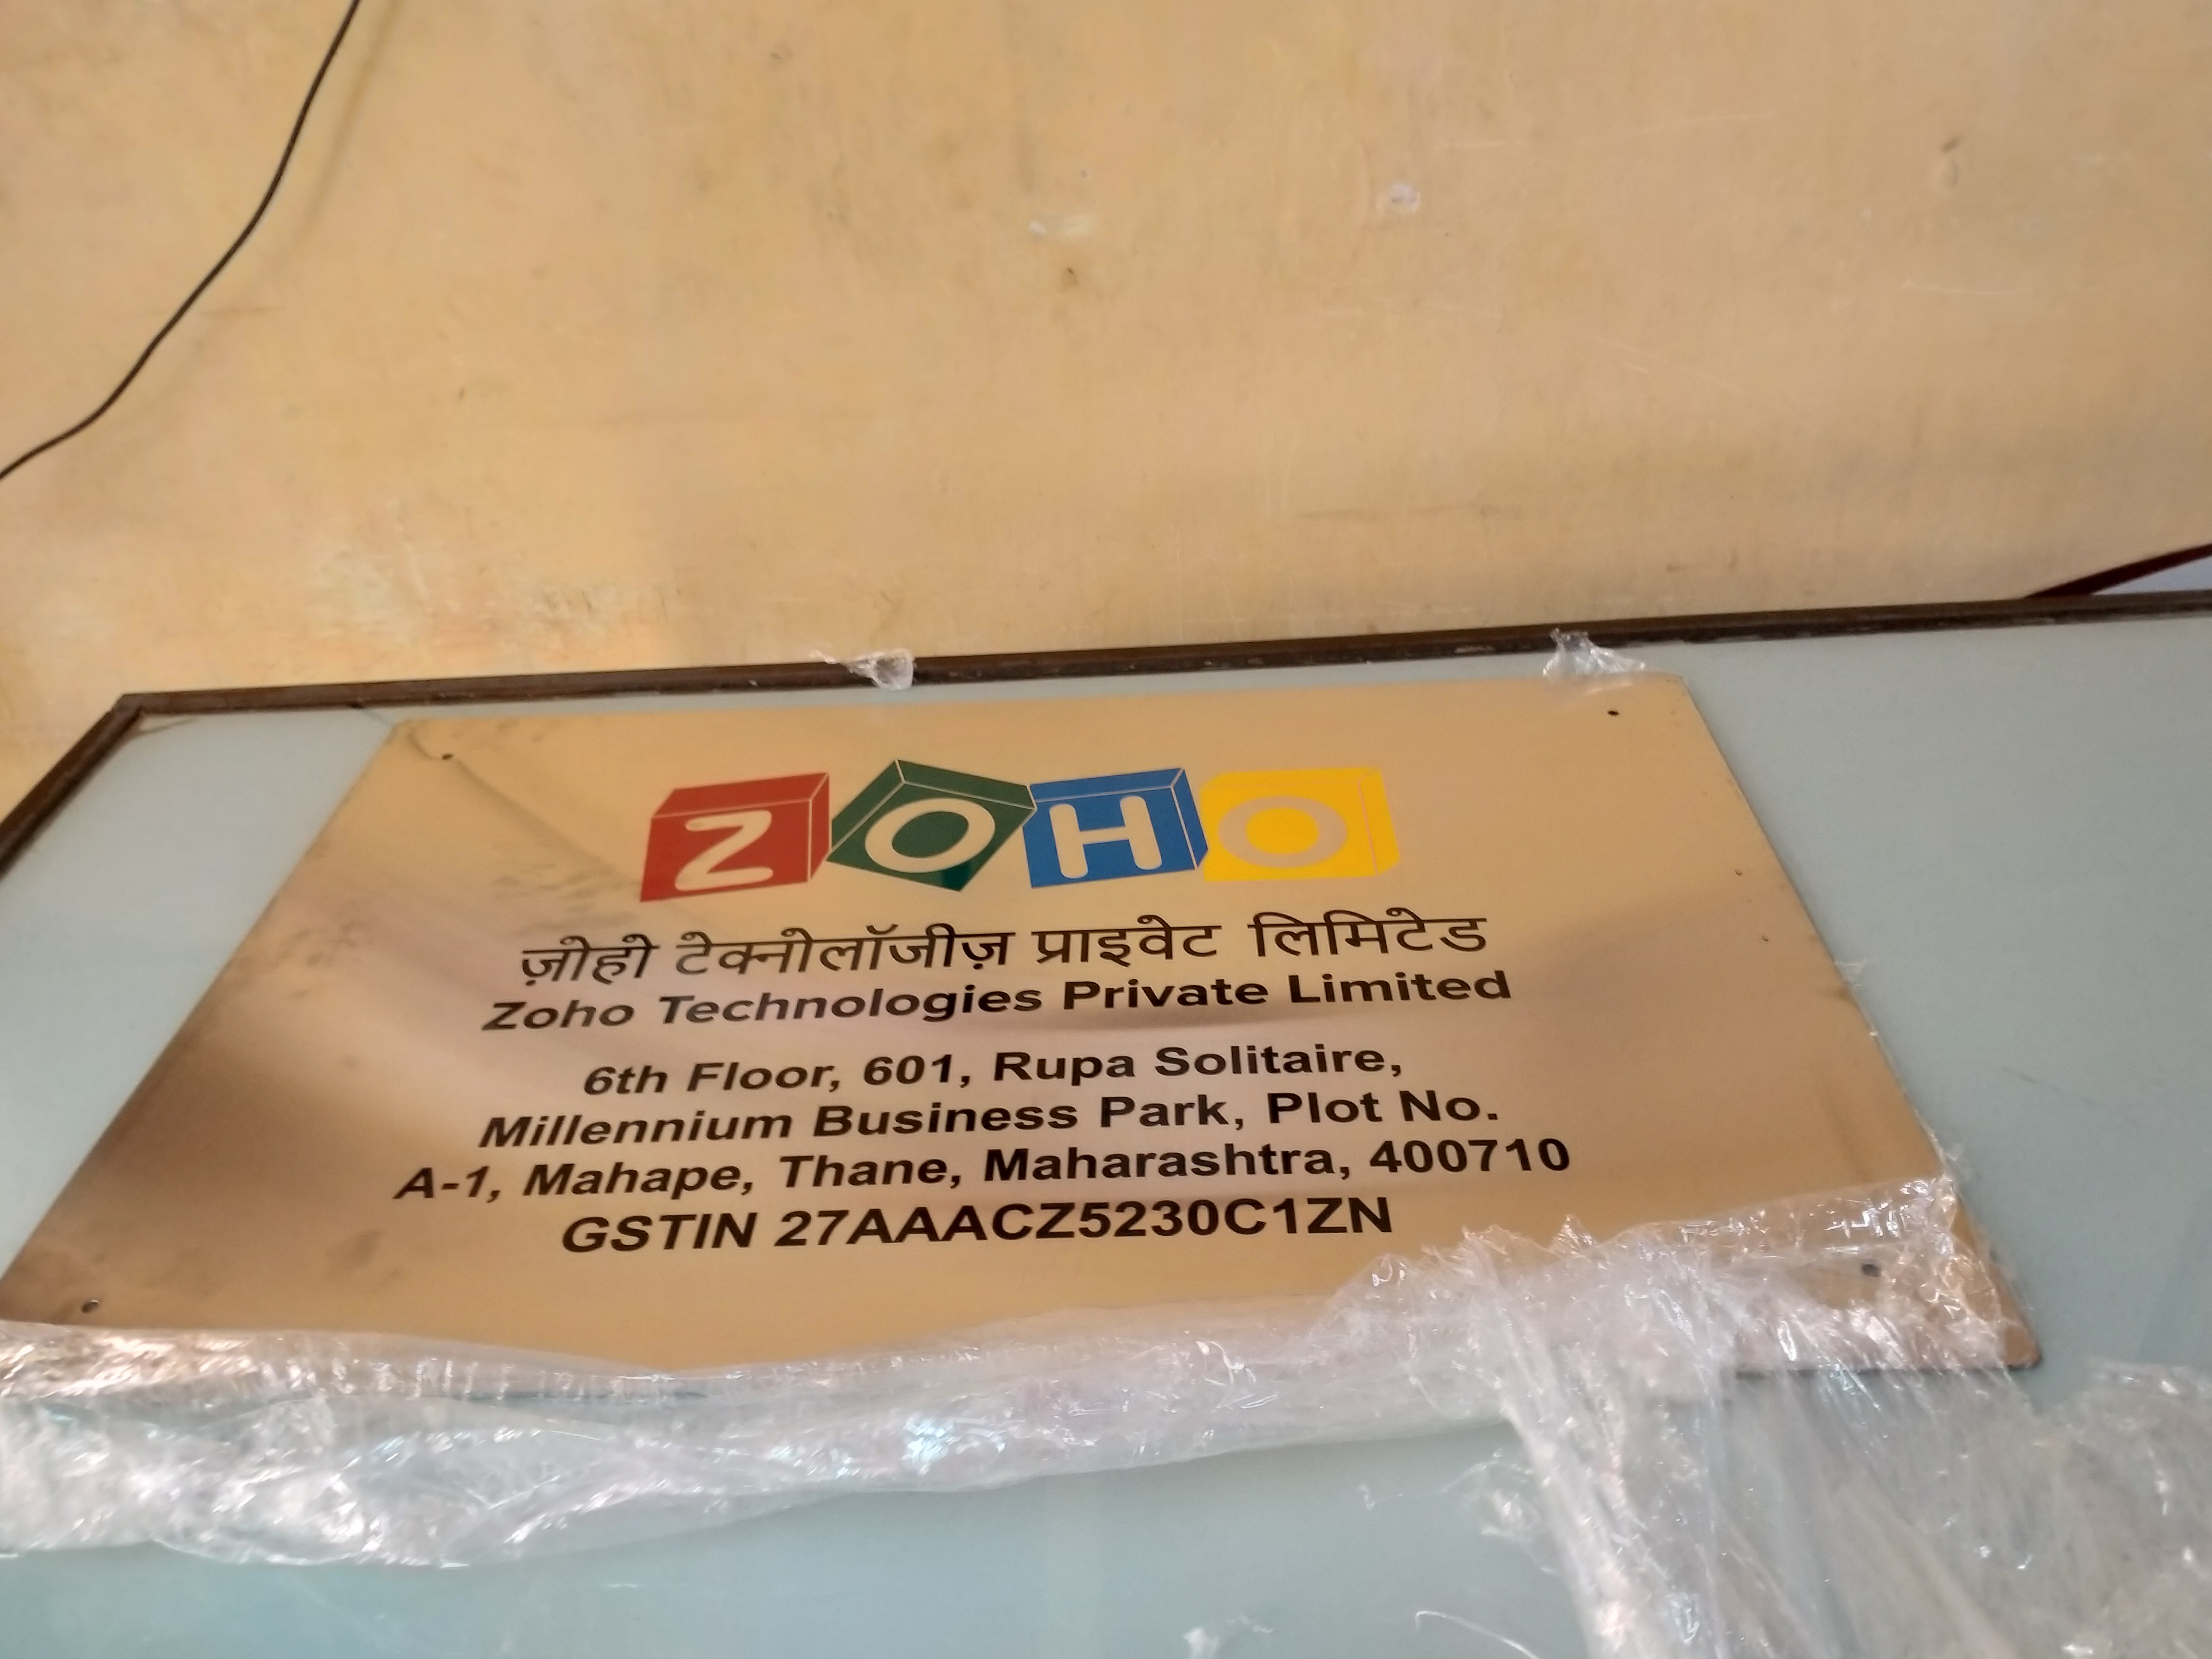 ZOHO
ज़ोहो टेक्नोलॉजीज़ प्राइवेट लिमिटेड
Zoho Technologies Private Limited
6th Floor, 601, Rupa Solitaire,
Millennium Business Park, Plot No.
A-1, Mahape, Thane, Maharashtra, 400710
GSTIN 27AAACZ5230C1ZN